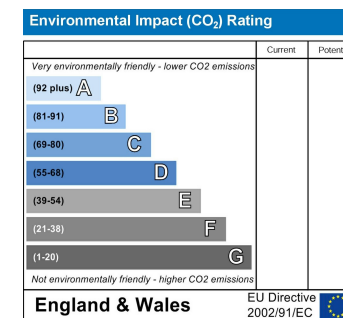 Environmental Impact (CO₂) Rating
Current Potent
Very environmentally friendly - lower CO2 emissions
(92 plus) A
(81-91) B
(69-80) C
(55-68) D
(39-54) E
(21-38) F
(1-20) G
Not environmentally friendly - higher CO2 emissions
England & Wales
EU Directive
2002/91/EC